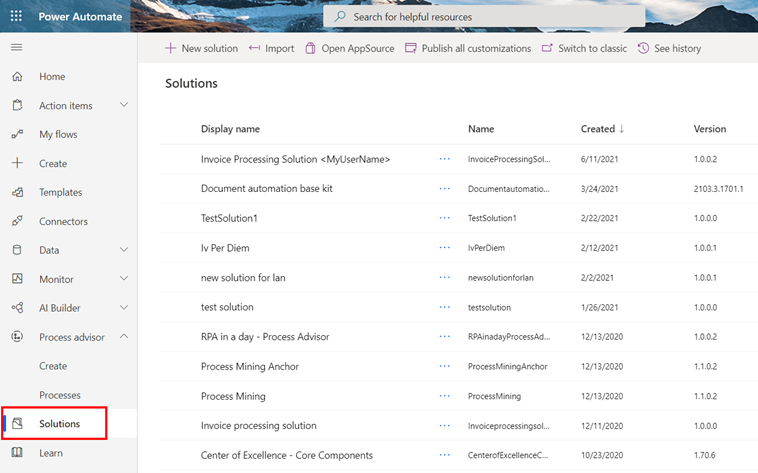 Power Automate
Search for helpful resources
New solution
Import
Open AppSource
Publish all customizations
Switch to classic
See history
Home
Action items
My flows
Create
Templates
Connectors
Data
Monitor
AI Builder
Process advisor
Create
Processes
Solutions
Learn
Solutions
Display name Name Created ↓ Version
Invoice Processing Solution <MyUserName> ... InvoiceProcessingSol... 6/11/2021 1.0.0.2
Document automation base kit ... Documentautomatio... 3/24/2021 2103.3.1701.1
TestSolution1 ... TestSolution1 2/22/2021 1.0.0.0
Iv Per Diem ... IvPerDiem 2/12/2021 1.0.0.1
new solution for lan ... newsolutionforlan 2/2/2021 1.0.0.1
test solution ... testsolution 1/26/2021 1.0.0.0
RPA in a day - Process Advisor ... RPAinadayProcessAd... 12/13/2020 1.0.0.2
Process Mining Anchor ... ProcessMiningAnchor 12/13/2020 1.1.0.2
Process Mining ... ProcessMining 12/13/2020 1.1.0.2
Invoice processing solution ... Invoiceprocessingsol... 12/11/2020 1.0.0.0
Center of Excellence - Core Components ... CenterofExcellenceC... 10/23/2020 1.70.6